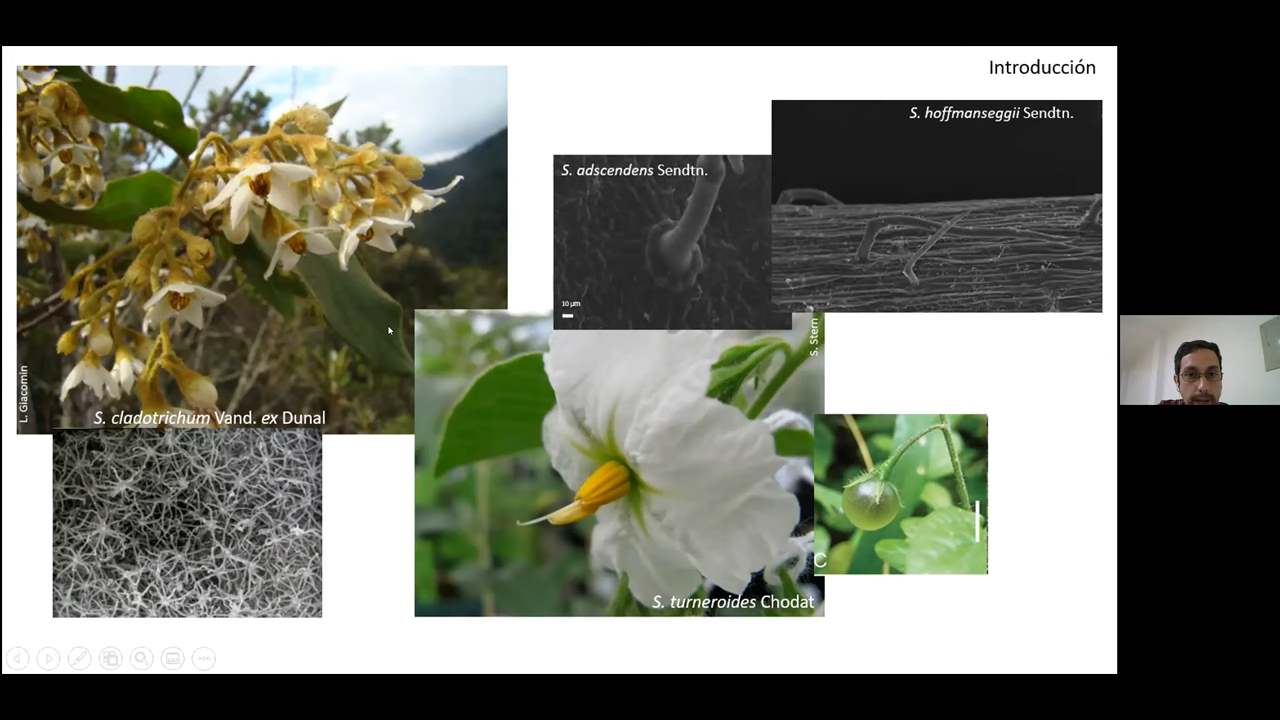 Introducción
S. hoffmanseggii Sendtn.
S. adscendens Sendtn.
10 µm
S. Stern
L. Giacomin
S. cladotrichum Vand. ex Dunal
C
S. turneroides Chodat